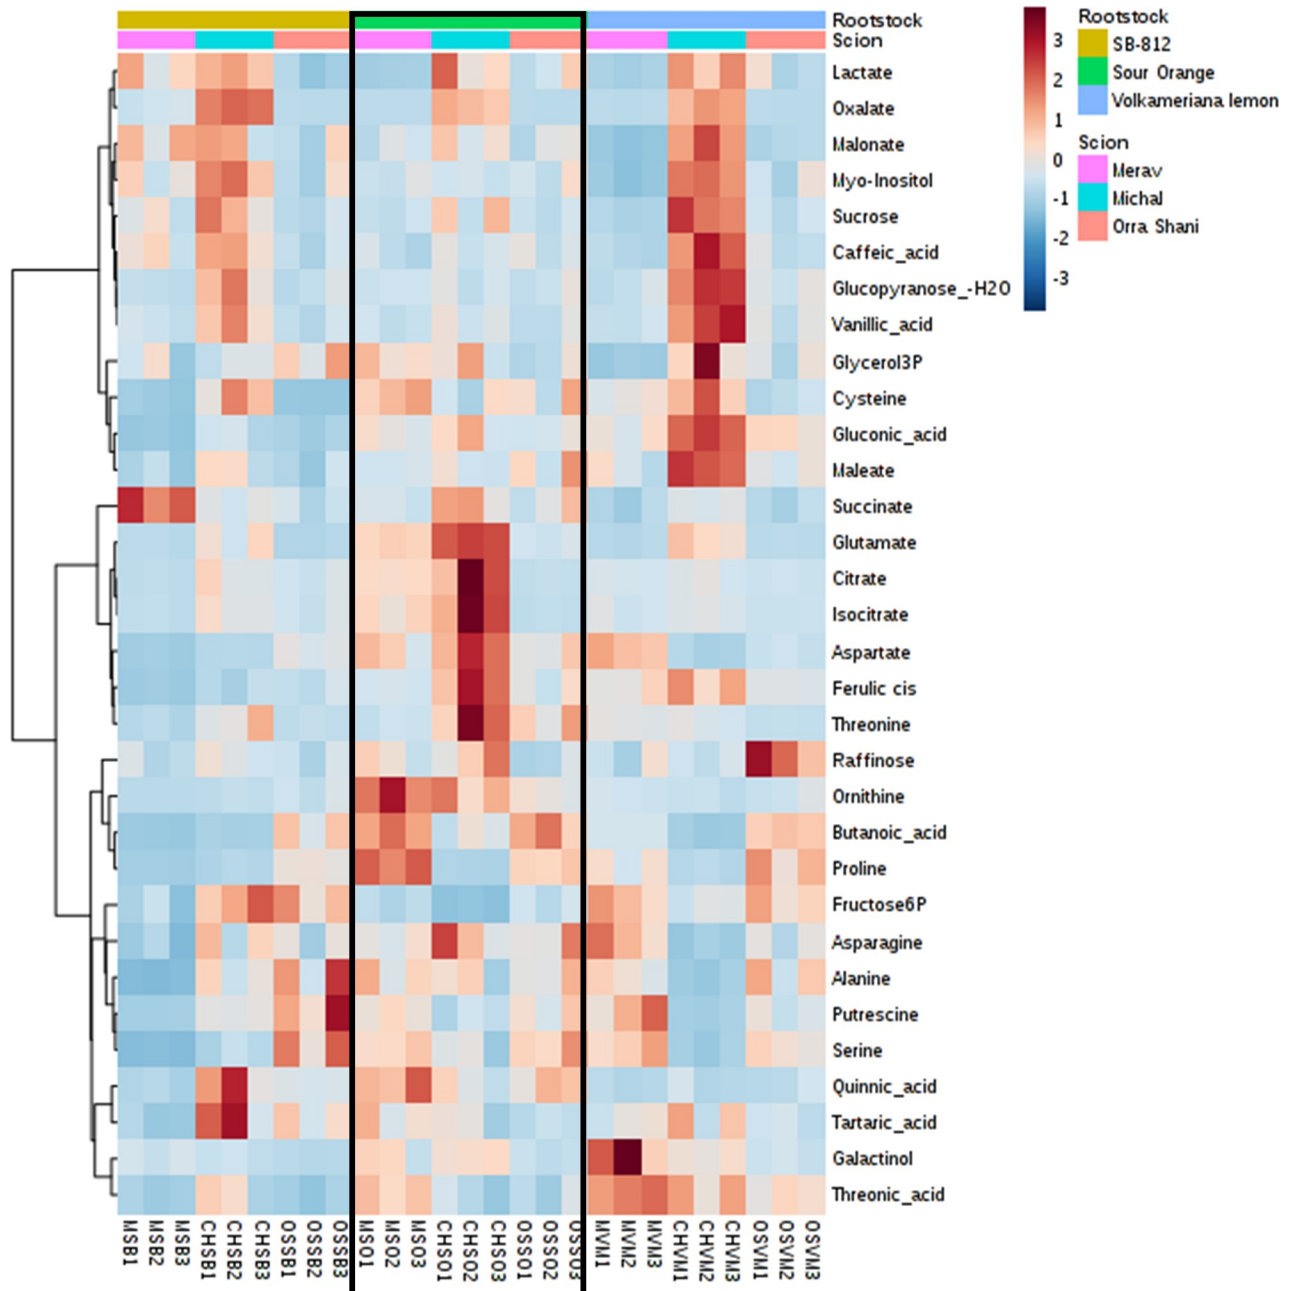 Rootstock
Scion
Lactate
Oxalate
Malonate
Myo-Inositol
Sucrose
Caffeic_acid
Glucopyranose_-H2O
Vanillic_acid
Glycerol3P
Cysteine
Gluconic_acid
Maleate
Succinate
Glutamate
Citrate
Isocitrate
Aspartate
Ferulic cis
Threonine
Raffinose
Ornithine
Butanoic_acid
Proline
Fructose6P
Asparagine
Alanine
Putrescine
Serine
Quinnic_acid
Tartaric_acid
Galactinol
Threonic_acid
3
2
1
0
-1
-2
-3
Rootstock
SB-812
Sour Orange
Volkameriana lemon
Scion
Merav
Michal
Orra Shani
MSB1
MSB2
MSB3
CHSB1
CHSB2
CHSB3
OSSB1
OSSB2
OSSB3
MSO1
MSO2
MSO3
CHSO1
CHSO2
CHSO3
OSSO1
OSSO2
OSSO3
MVM1
MVM2
MVM3
CHVM1
CHVM2
CHVM3
OSVM1
OSVM2
OSVM3